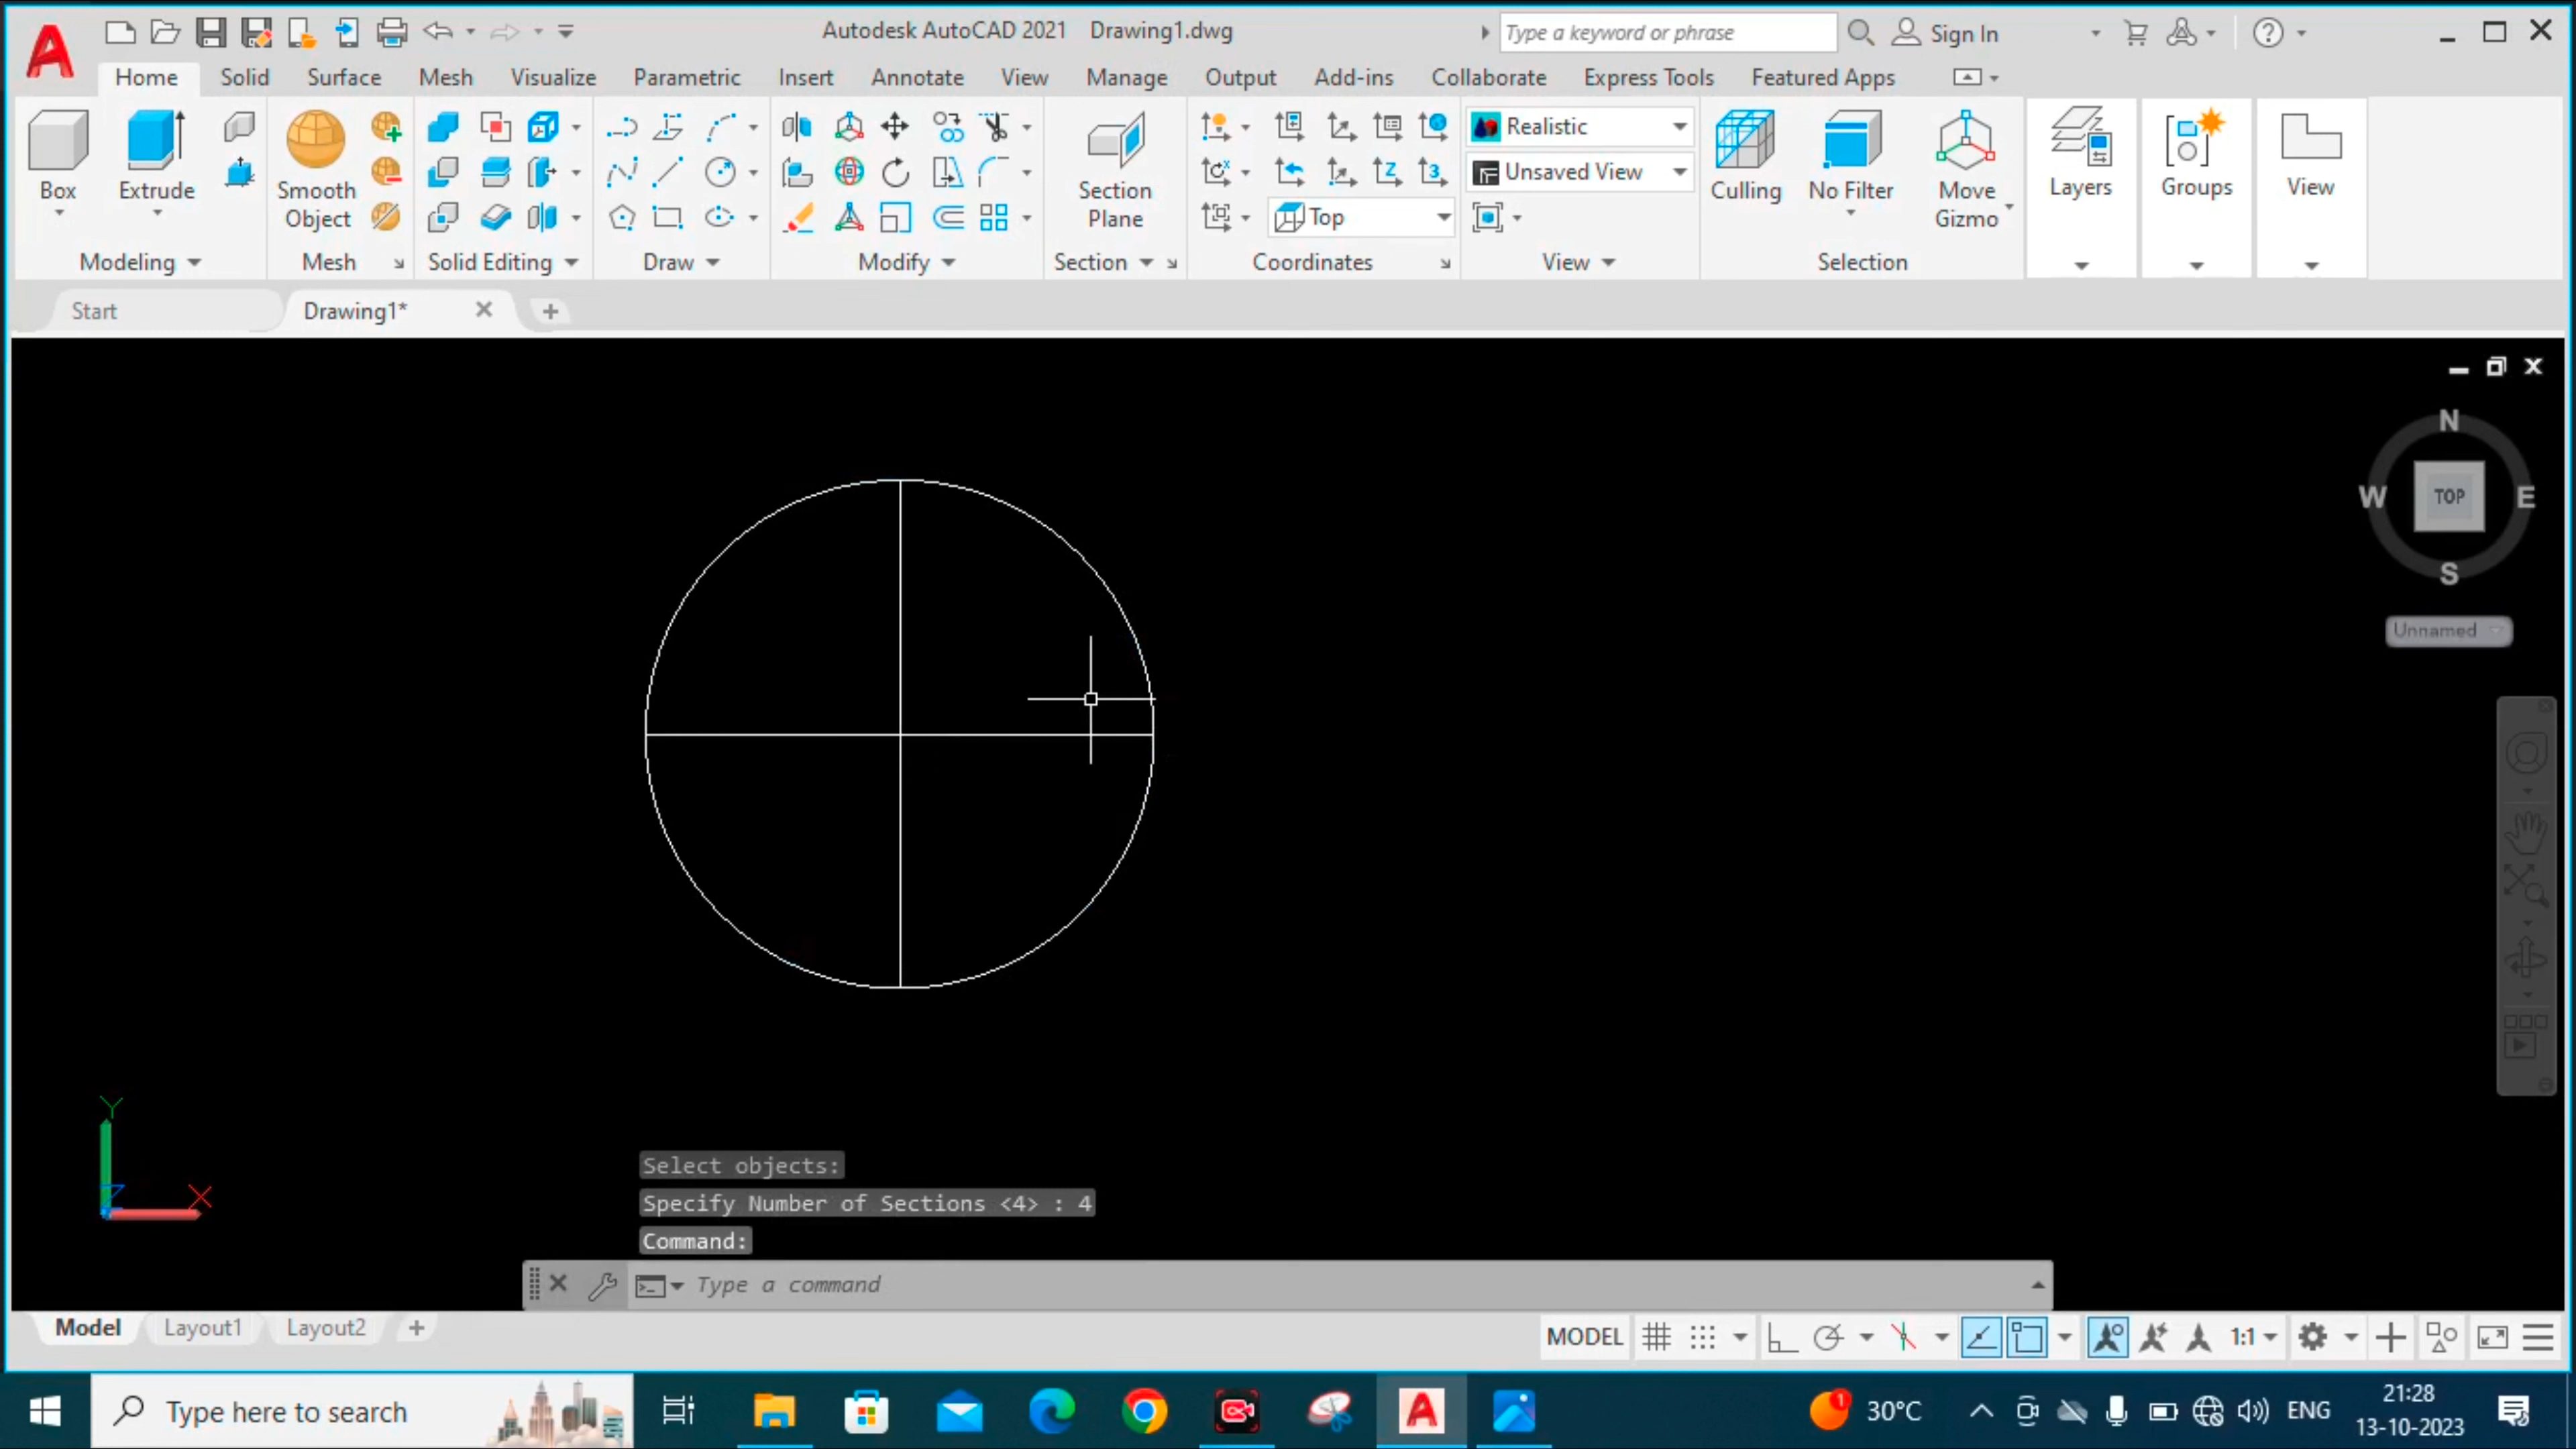 Autodesk AutoCAD 2021 Drawing1.dwg
Type a keyword or phrase
Sign In
Home Solid Surface Mesh Visualize Parametric Insert Annotate View Manage Output Add-ins Collaborate Express Tools Featured Apps
Realistic
Unsaved View
Box Extrude Smooth Object
Section Plane
Top
Culling No Filter Move Gizmo
Layers Groups View
Modeling Mesh Solid Editing Draw Modify Section Coordinates View Selection
Start Drawing1*
N
W TOP E
S
Unnamed
Y
X
Z
Select objects:
Specify Number of Sections <4> : 4
Command:
Type a command
Model Layout1 Layout2
MODEL 1:1
Type here to search
1
30°C
ENG
21:28
13-10-2023